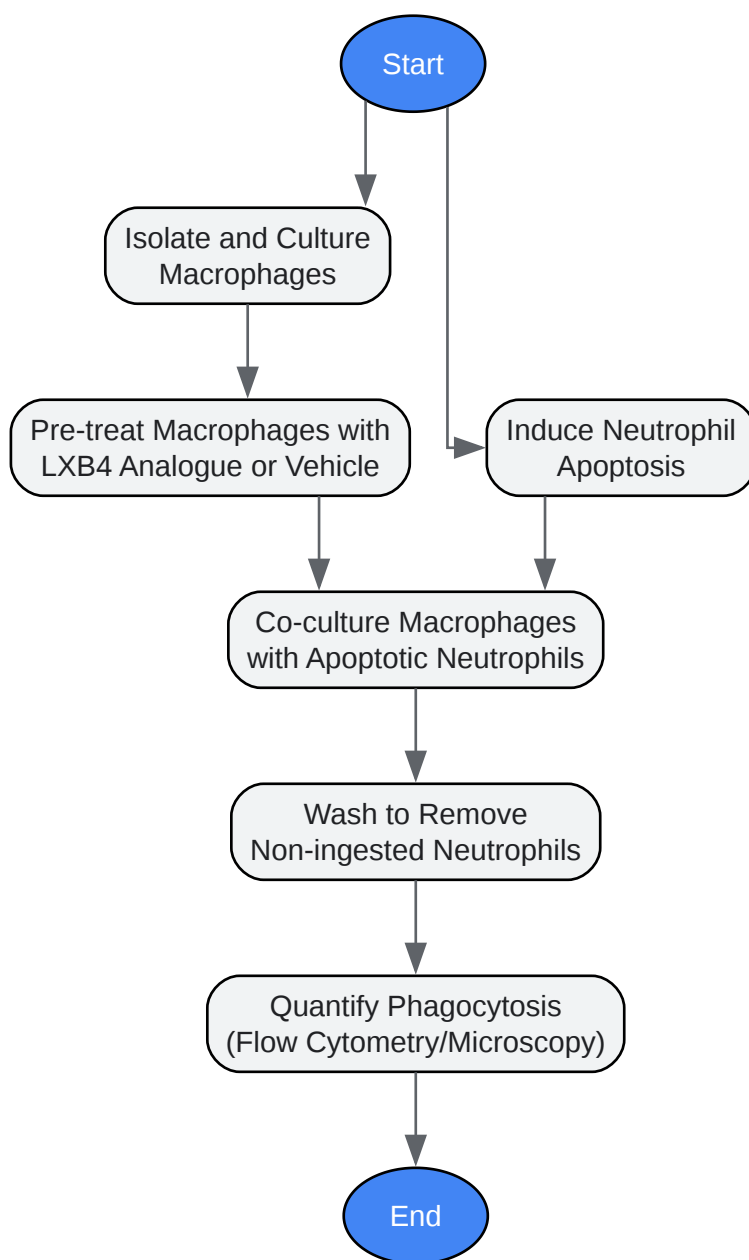 Start
Isolate and Culture
Macrophages
Pre-treat Macrophages with
LXB4 Analogue or Vehicle
Induce Neutrophil
Apoptosis
Co-culture Macrophages
with Apoptotic Neutrophils
Wash to Remove
Non-ingested Neutrophils
Quantify Phagocytosis
(Flow Cytometry/Microscopy)
End